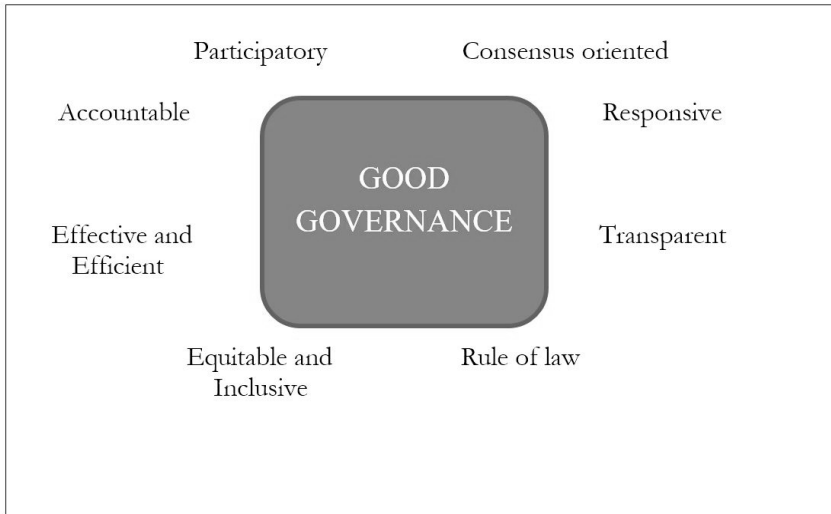 Participatory
Consensus oriented
Accountable
Responsive
GOOD
GOVERNANCE
Effective and
Efficient
Transparent
Equitable and
Inclusive
Rule of law